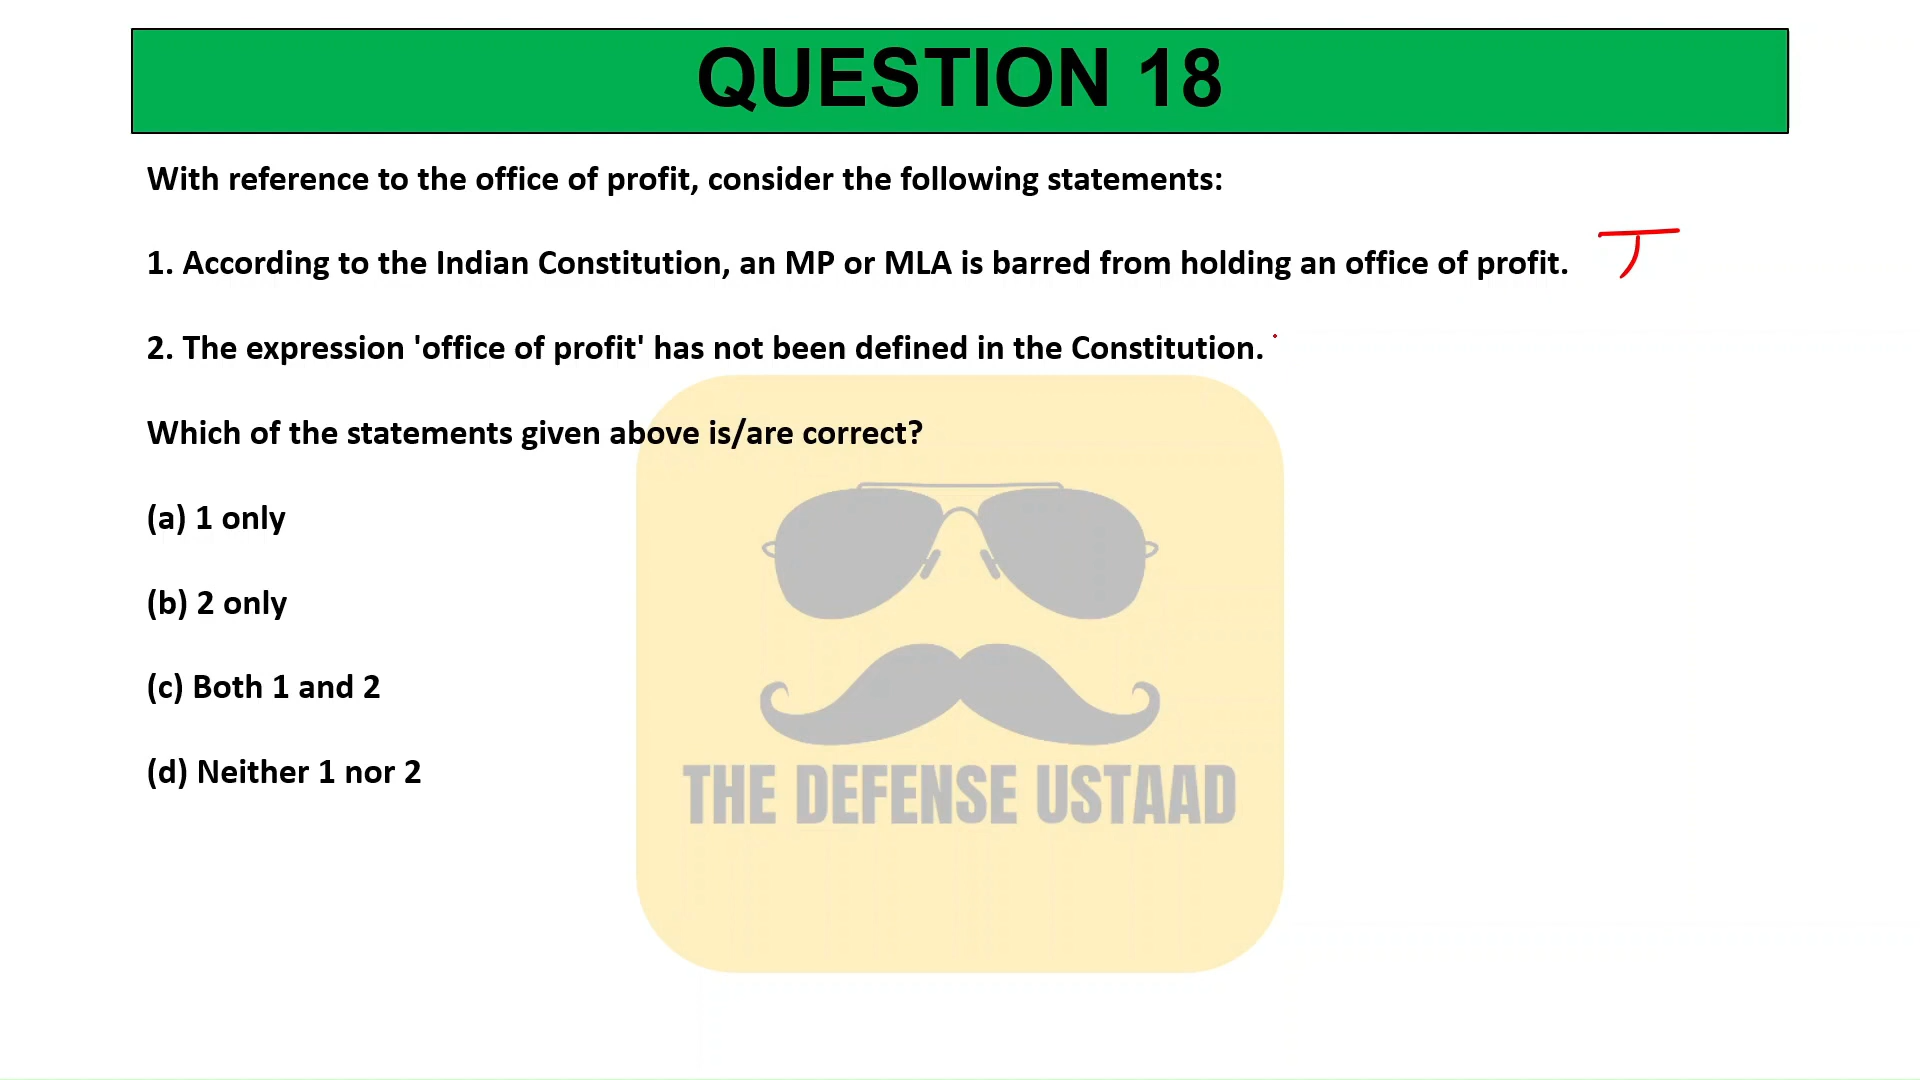 QUESTION 18
With reference to the office of profit, consider the following statements:
1. According to the Indian Constitution, an MP or MLA is barred from holding an office of profit. T
2. The expression 'office of profit' has not been defined in the Constitution.
Which of the statements given above is/are correct?
(a) 1 only
(b) 2 only
(c) Both 1 and 2
(d) Neither 1 nor 2
THE DEFENSE USTAAD